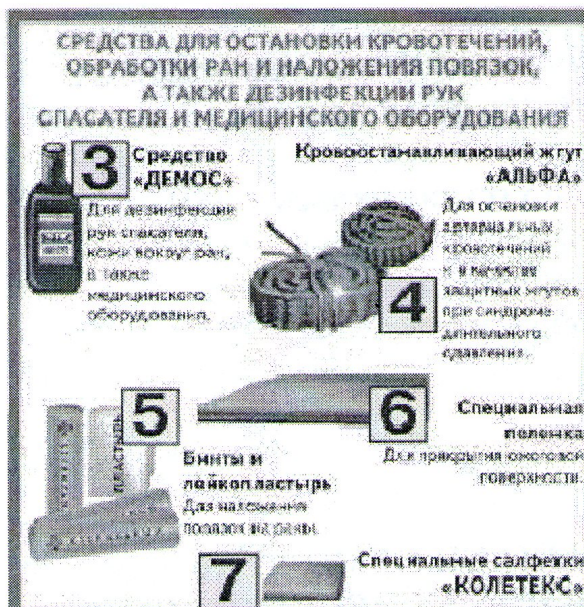 СРЕДСТВА ДЛЯ ОСТАНОВКИ КРОВОТЕЧЕНИЙ,
ОБРАБОТКИ РАН И НАЛОЖЕНИЯ ПОВЯЗОК,
А ТАКЖЕ ДЕЗИНФЕКЦИИ РУК
СПАСАТЕЛЯ И МЕДИЦИНСКОГО ОБОРУДОВАНИЯ
3
Средство
«ДЕМОС»
Для дезинфекции
рук спасателя,
кожи вокруг ран,
а также
медицинского
оборудования.
Кровоостанавливающий жгут
«АЛЬФА»
Для остановки
артериальных
кровотечений
и в качестве
защитных жгутов
при синдроме
длительного
сдавления.
4
5
ПЛАСТЫРЬ
Бинты и
лейкопластырь
Для наложения
повязок на раны.
6
Специальная
пеленка
Для прикрытия ожоговой
поверхности.
7
Специальные салфетки
«КОЛЕТЕКС»